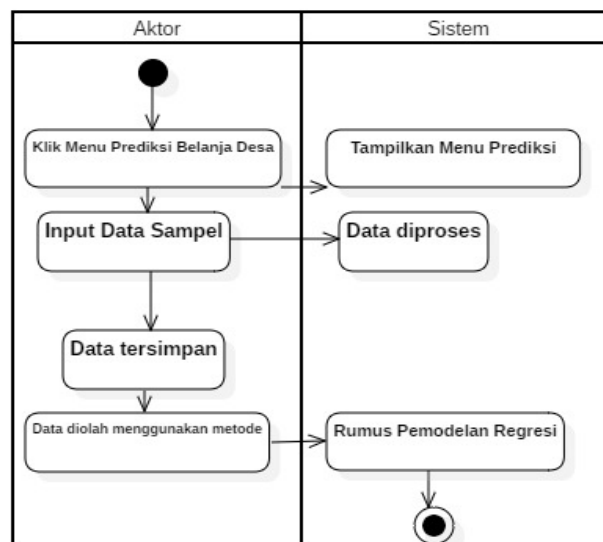 Aktor
Sistem
Klik Menu Prediksi Belanja Desa
Tampilkan Menu Prediksi
Input Data Sampel
Data diproses
Data tersimpan
Data diolah menggunakan metode
Rumus Pemodelan Regresi